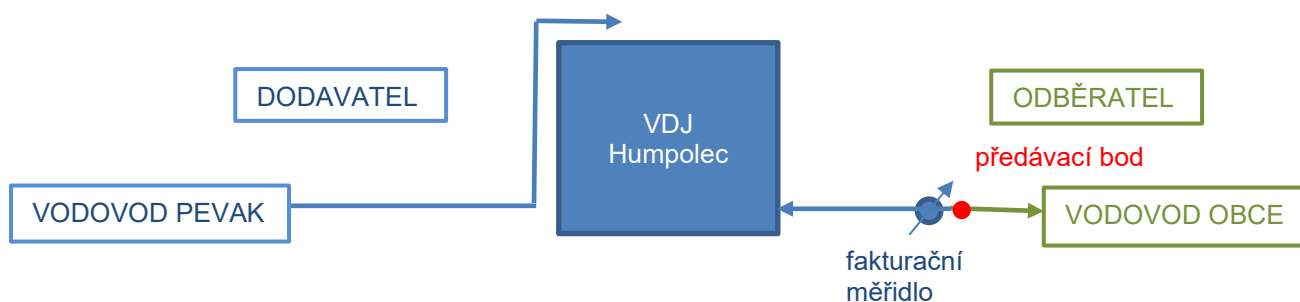 DODAVATEL
VDJ
Humpolec
ODBĚRATEL
předávací bod
VODOVOD PEVAK
VODOVOD OBCE
fakturační
měřidlo